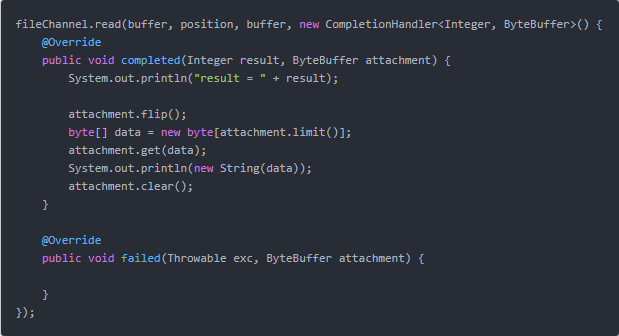 fileChannel.read(buffer, position, buffer, new CompletionHandler<Integer, ByteBuffer>() {
    @Override
    public void completed(Integer result, ByteBuffer attachment) {
        System.out.println("result = " + result);

        attachment.flip();
        byte[] data = new byte[attachment.limit()];
        attachment.get(data);
        System.out.println(new String(data));
        attachment.clear();
    }

    @Override
    public void failed(Throwable exc, ByteBuffer attachment) {

    }
});